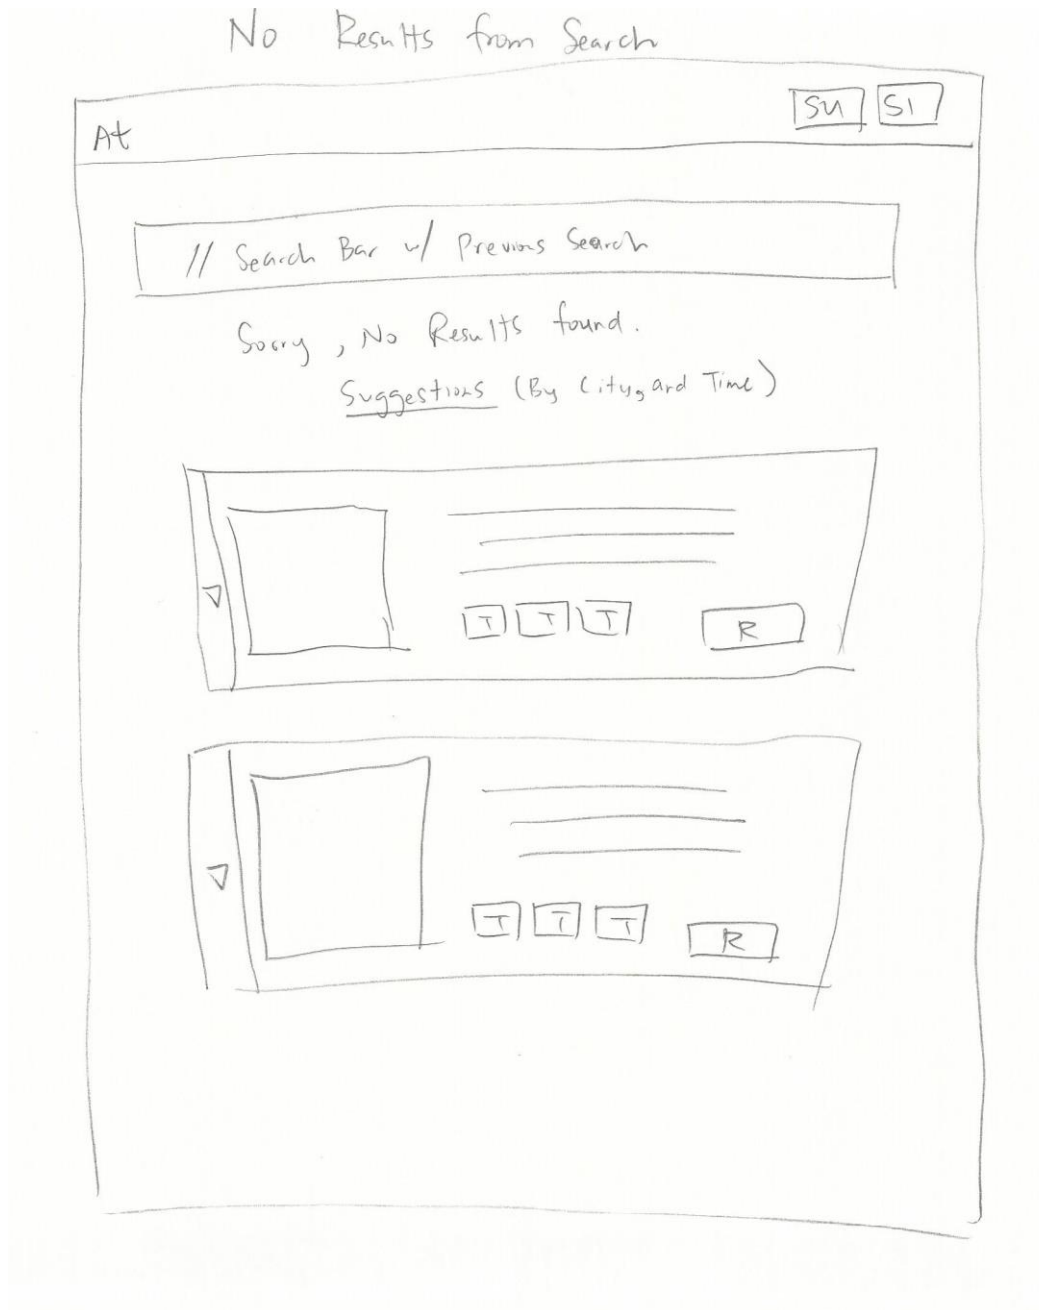 No Results from Search
At
SU SI
// Search Bar w/ Previous Search
Sorry, No Results found.
Suggestions (By City, and Time)
T T T R
T T T R